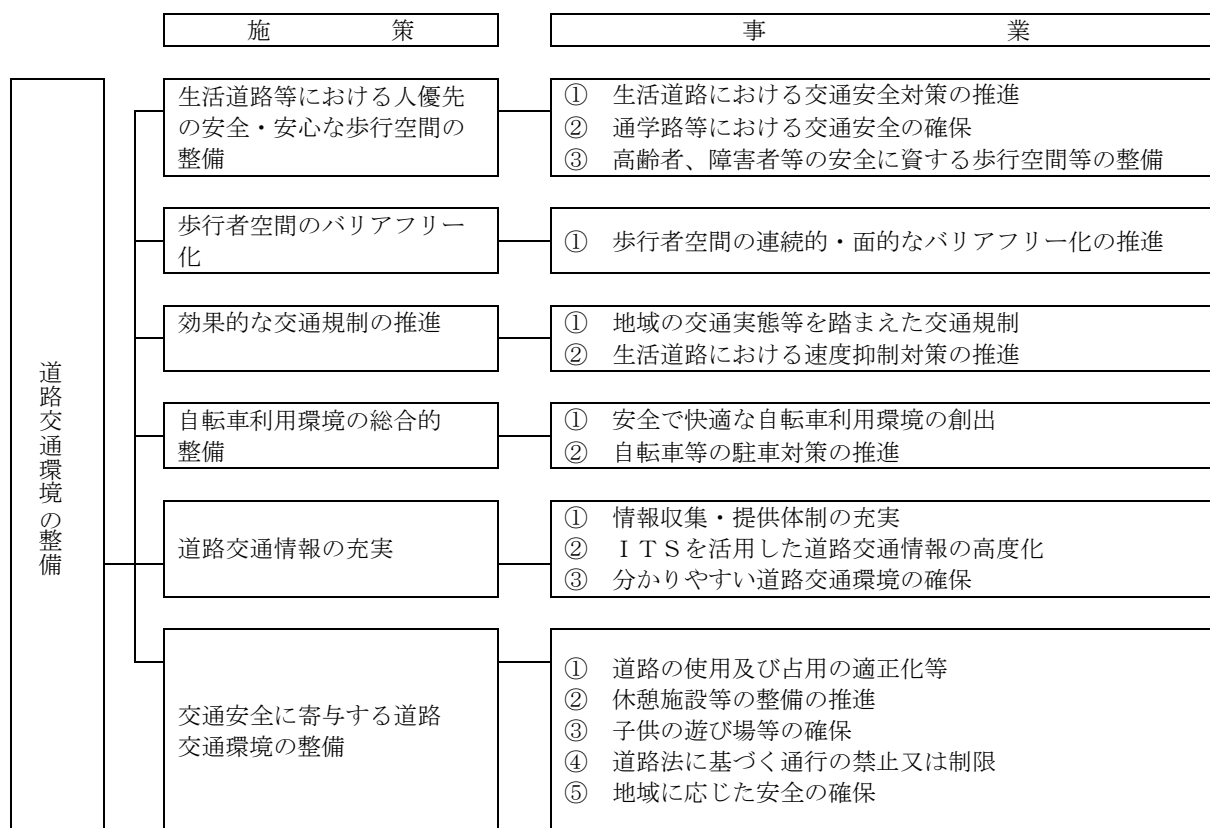 施　　　　　策
事　　　　　　　　　業
道路交通環境の整備
生活道路等における人優先
の安全・安心な歩行空間の
整備
①　生活道路における交通安全対策の推進
②　通学路等における交通安全の確保
③　高齢者、障害者等の安全に資する歩行空間等の整備
歩行者空間のバリアフリー
化
①　歩行者空間の連続的・面的なバリアフリー化の推進
効果的な交通規制の推進
①　地域の交通実態等を踏まえた交通規制
②　生活道路における速度抑制対策の推進
自転車利用環境の総合的
整備
①　安全で快適な自転車利用環境の創出
②　自転車等の駐車対策の推進
道路交通情報の充実
①　情報収集・提供体制の充実
②　ＩＴＳを活用した道路交通情報の高度化
③　分かりやすい道路交通環境の確保
交通安全に寄与する道路
交通環境の整備
①　道路の使用及び占用の適正化等
②　休憩施設等の整備の推進
③　子供の遊び場等の確保
④　道路法に基づく通行の禁止又は制限
⑤　地域に応じた安全の確保